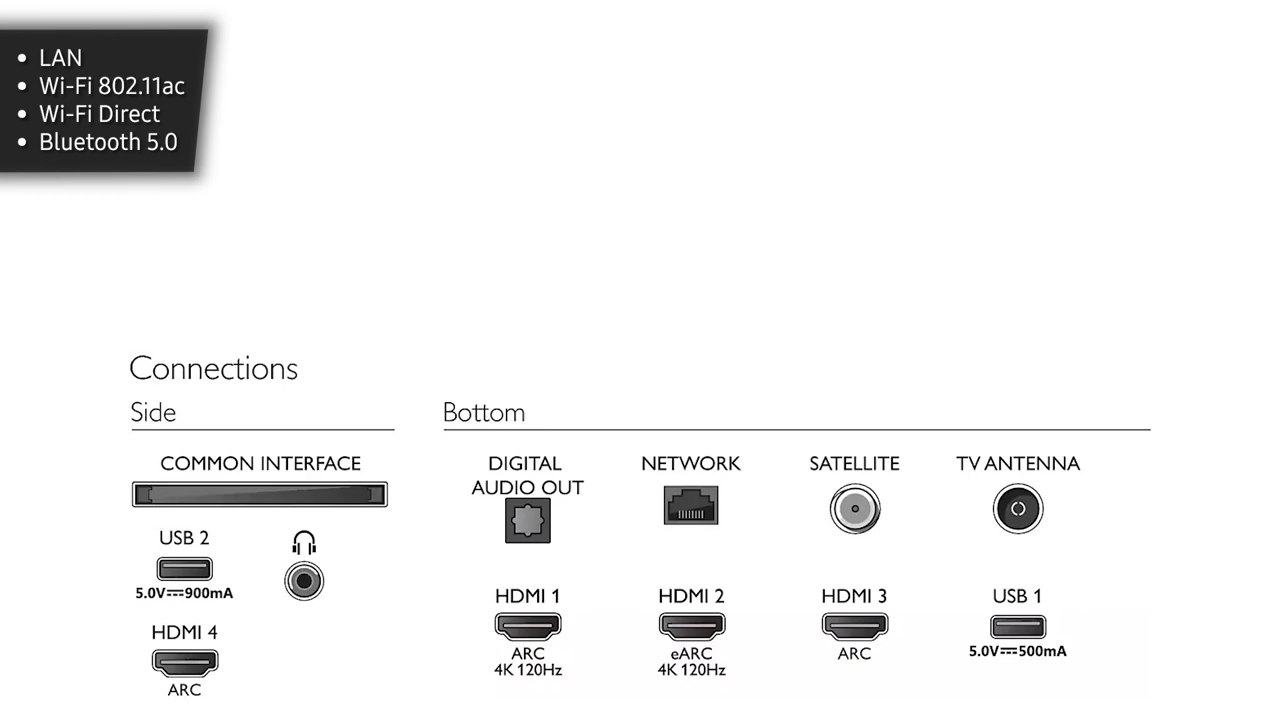 • LAN
• Wi-Fi 802.11ac
• Wi-Fi Direct
• Bluetooth 5.0
Connections
Side
COMMON INTERFACE
USB 2
5.0V⎓900mA
HDMI 4
ARC
Bottom
DIGITAL
AUDIO OUT
NETWORK
SATELLITE
TV ANTENNA
HDMI 1
ARC
4K 120Hz
HDMI 2
eARC
4K 120Hz
HDMI 3
ARC
USB 1
5.0V⎓500mA